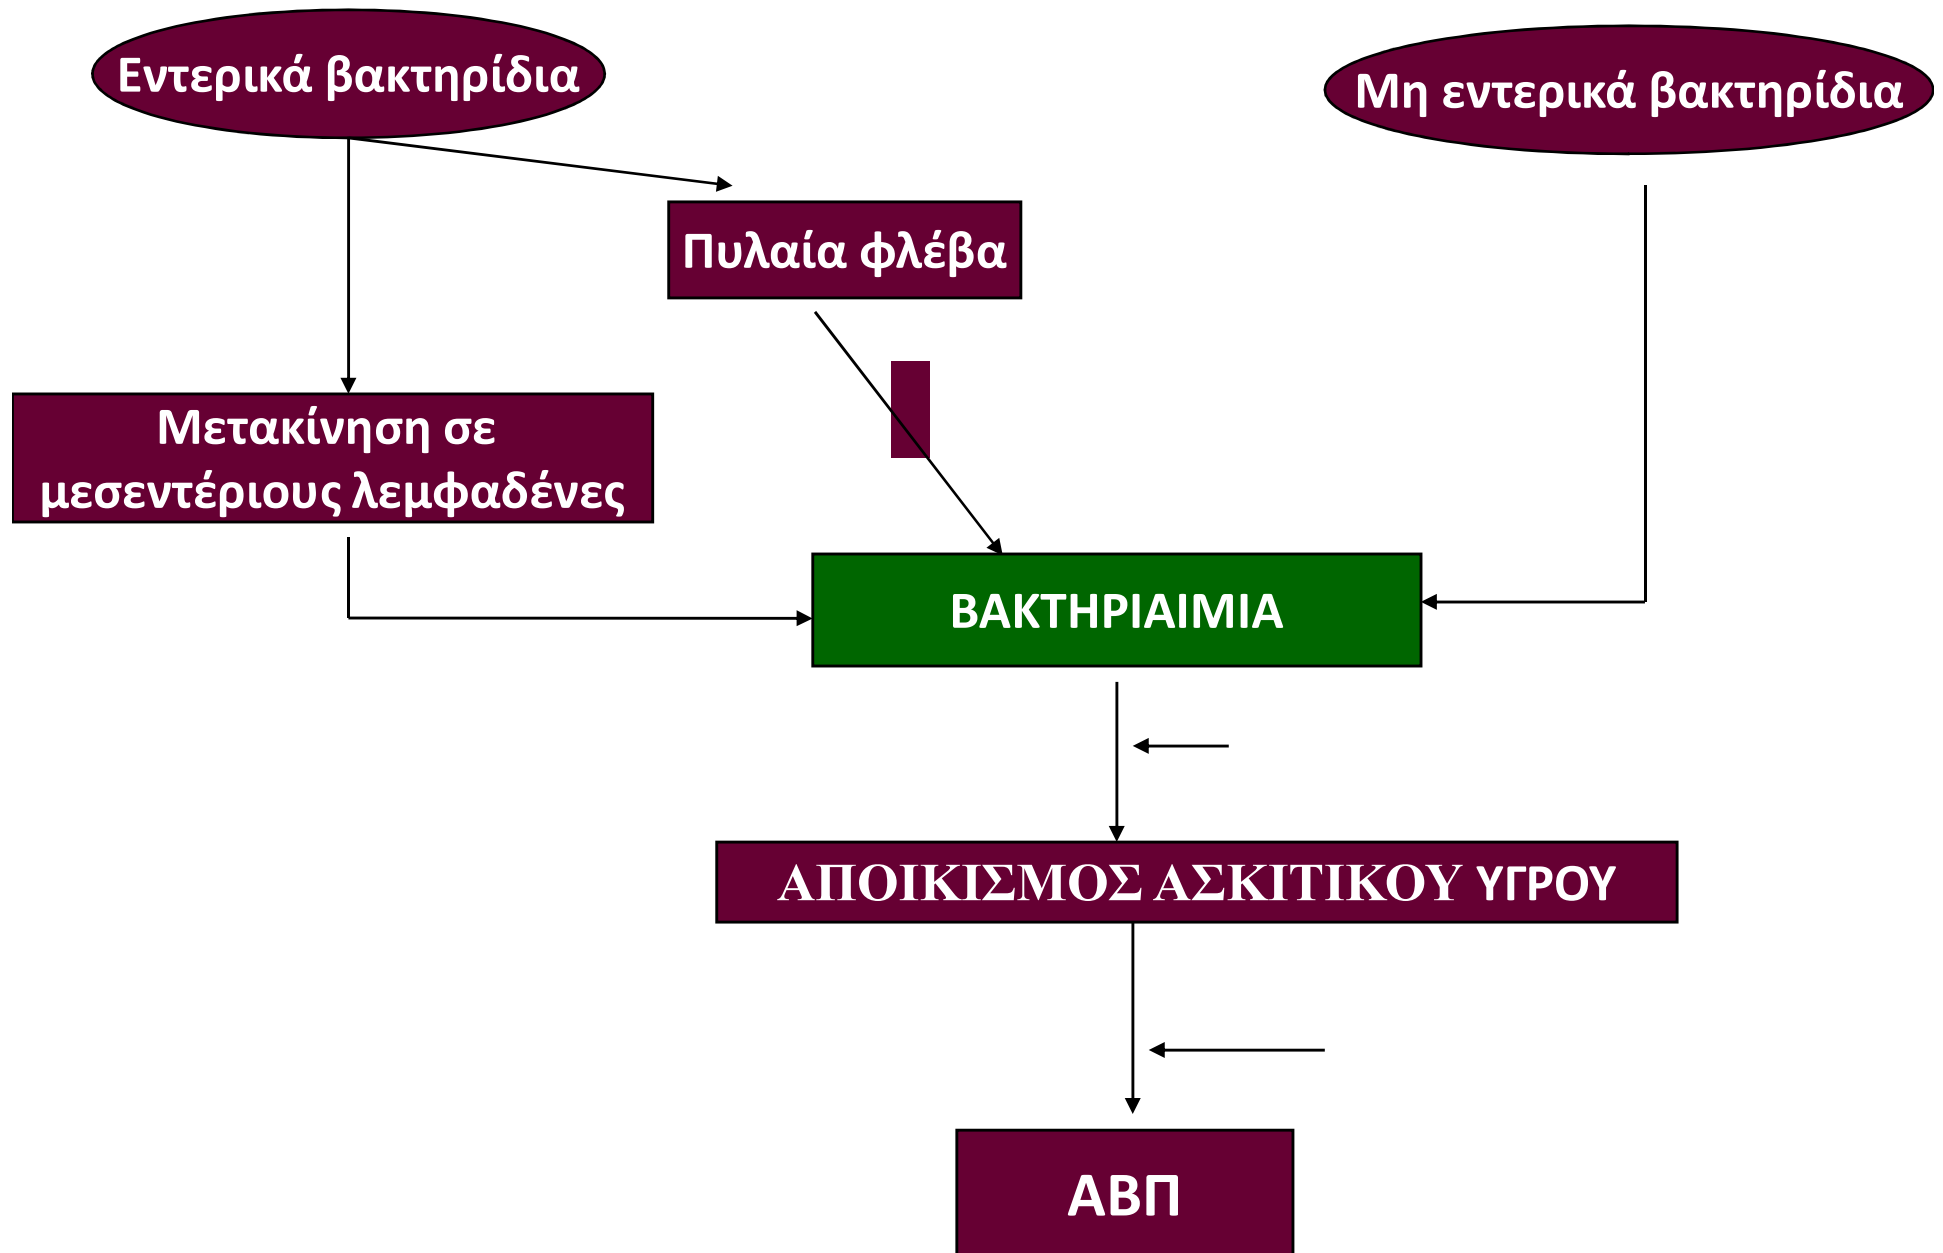 Εντερικά βακτηρίδια
Μη εντερικά βακτηρίδια
Πυλαία φλέβα
Μετακίνηση σε
μεσεντέριους λεμφαδένες
ΒΑΚΤΗΡΙΑΙΜΙΑ
ΑΠΟΙΚΙΣΜΟΣ ΑΣΚΙΤΙΚΟΥ ΥΓΡΟΥ
ΑΒΠ